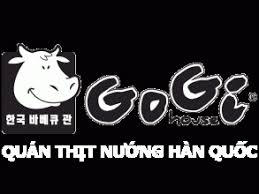 한국 바베큐 관
GoGi
HOUSE
®
QUÁN THỊT NƯỚNG HÀN QUỐC